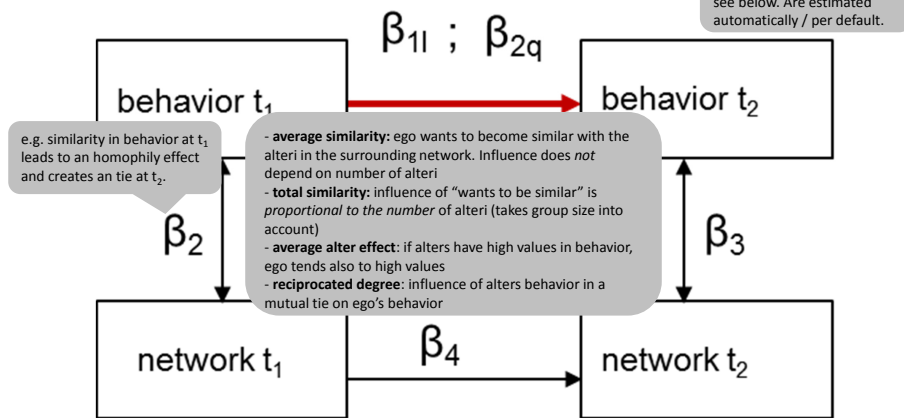 see below. Are estimated
automatically / per default.
β1l ; β2q
behavior t1
behavior t2
e.g. similarity in behavior at t1
leads to an homophily effect
and creates an tie at t2.
- average similarity: ego wants to become similar with the
alteri in the surrounding network. Influence does not
depend on number of alteri
- total similarity: influence of “wants to be similar” is
proportional to the number of alteri (takes group size into
account)
- average alter effect: if alters have high values in behavior,
ego tends also to high values
- reciprocated degree: influence of alters behavior in a
mutual tie on ego’s behavior
β2
β3
β4
network t1
network t2